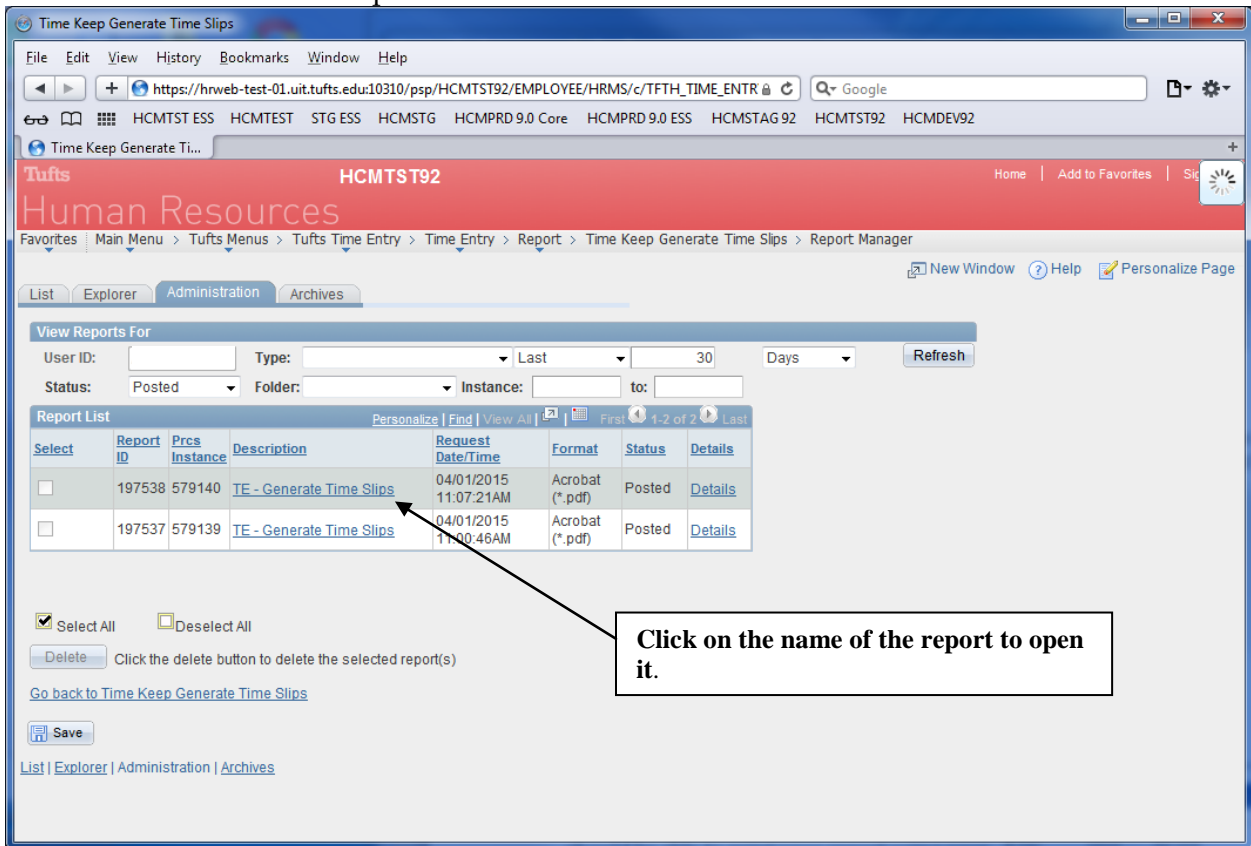 Time Keep Generate Time Slips
File Edit View History Bookmarks Window Help
https://hrweb-test-01.uit.tufts.edu:10310/psp/HCMTST92/EMPLOYEE/HRMS/c/TFTH_TIME_ENTR Google
HCMTST ESS HCMTEST STG ESS HCMSTG HCMPRD 9.0 Core HCMPRD 9.0 ESS HCMSTAG 92 HCMTST92 HCMDEV92
Time Keep Generate Ti...
Tufts HCMTST92 Home | Add to Favorites |
Human Resources
Favorites Main Menu > Tufts Menus > Tufts Time Entry > Time Entry > Report > Time Keep Generate Time Slips > Report Manager
New Window Help Personalize Page
List Explorer Administration Archives
View Reports For
User ID: Type: Last 30 Days Refresh
Status: Posted Folder: Instance: to:
Report List Personalize | Find | View All | | First 1-2 of 2 Last
Select Report ID Prcs Instance Description Request Date/Time Format Status Details
197538 579140 TE - Generate Time Slips 04/01/2015 11:07:21AM Acrobat (*.pdf) Posted Details
197537 579139 TE - Generate Time Slips 04/01/2015 11:00:46AM Acrobat (*.pdf) Posted Details
Select All Deselect All
Click on the name of the report to open
it.
Delete Click the delete button to delete the selected report(s)
Go back to Time Keep Generate Time Slips
Save
List | Explorer | Administration | Archives